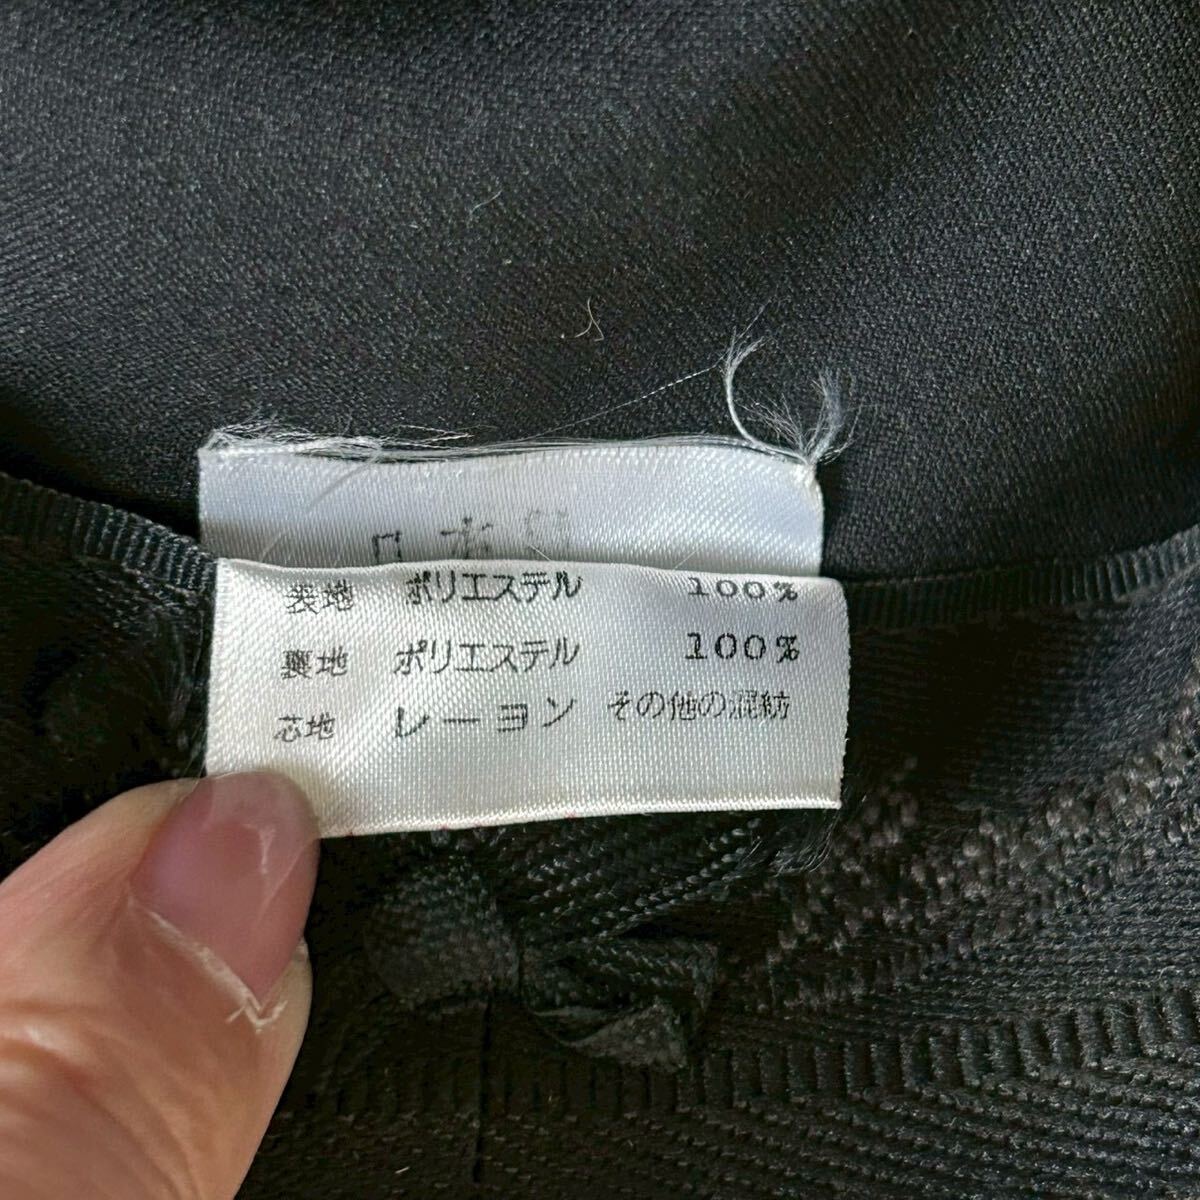 表地 ポリエステル 100%
裏地 ポリエステル 100%
芯地 レーヨン その他の混紡